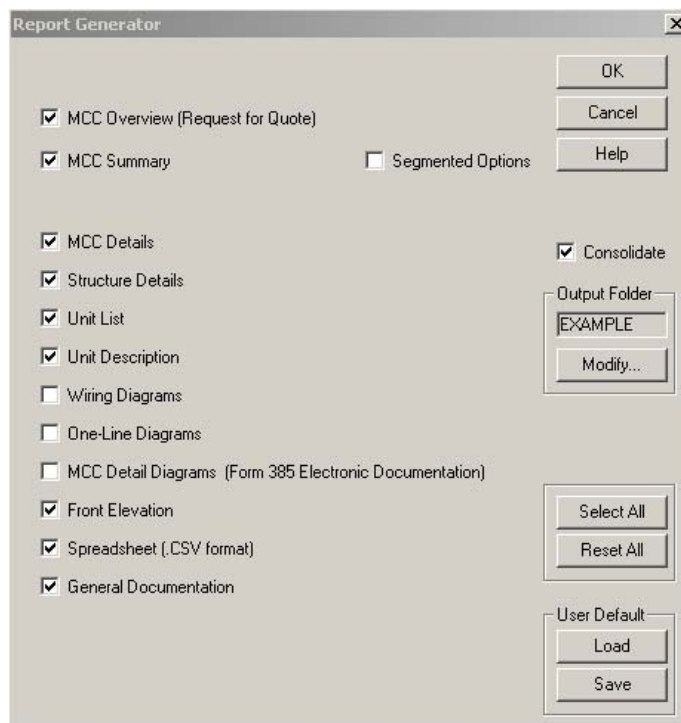 Report Generator
OK
MCC Overview (Request for Quote)
Cancel
MCC Summary
Segmented Options
Help
MCC Details
Consolidate
Structure Details
Output Folder
Unit List
EXAMPLE
Unit Description
Modify...
Wiring Diagrams
One-Line Diagrams
MCC Detail Diagrams (Form 385 Electronic Documentation)
Front Elevation
Select All
Spreadsheet (.CSV format)
Reset All
General Documentation
User Default
Load
Save